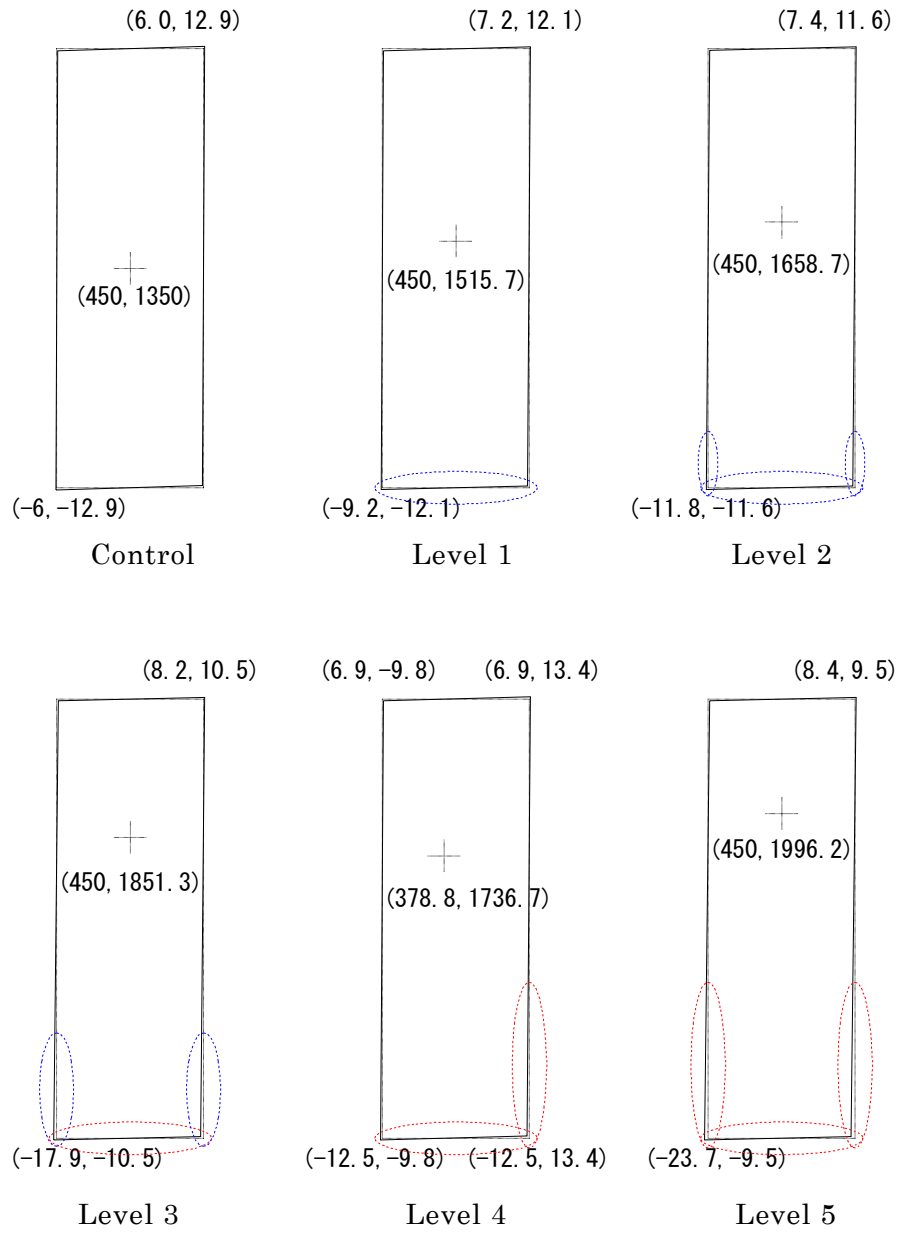 (6.0, 12.9) (7.2, 12.1) (7.4, 11.6)
(450, 1350) (450, 1515.7) (450, 1658.7)
(-6, -12.9) (-9.2, -12.1) (-11.8, -11.6)
Control Level 1 Level 2
(8.2, 10.5) (6.9, -9.8) (6.9, 13.4) (8.4, 9.5)
(450, 1851.3) (378.8, 1736.7) (450, 1996.2)
(-17.9, -10.5) (-12.5, -9.8) (-12.5, 13.4) (-23.7, -9.5)
Level 3 Level 4 Level 5